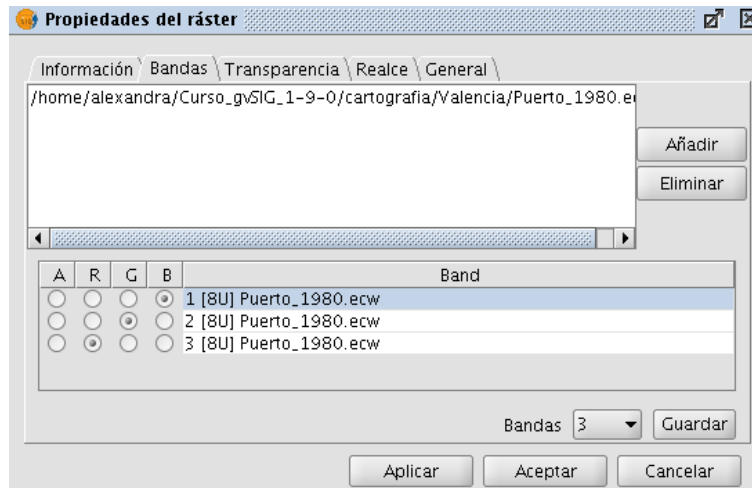 Propiedades del ráster
Información Bandas Transparencia Realce General
/home/alexandra/Curso_gvSIG_1-9-0/cartografia/Valencia/Puerto_1980.e
Añadir
Eliminar
A R G B Band
1 [8U] Puerto_1980.ecw
2 [8U] Puerto_1980.ecw
3 [8U] Puerto_1980.ecw
Bandas 3 Guardar
Aplicar Aceptar Cancelar